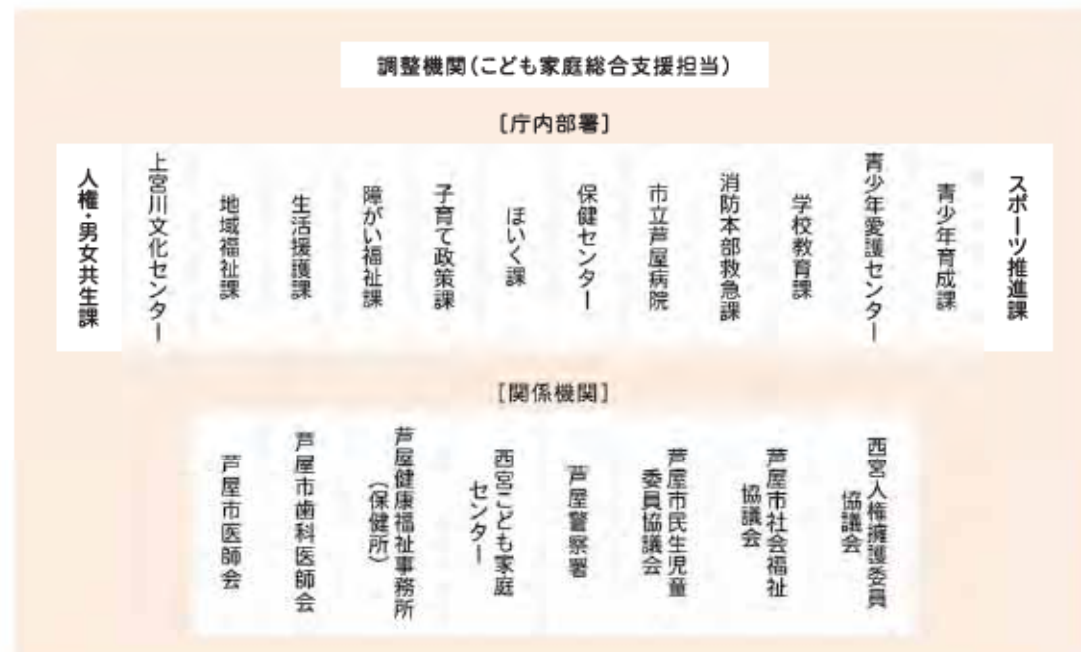 調整機関(こども家庭総合支援担当)
[庁内部署]
人権・男女共生課
上宮川文化センター
地域福祉課
生活援護課
障がい福祉課
子育て政策課
ほいく課
保健センター
市立芦屋病院
消防本部救急課
学校教育課
青少年愛護センター
青少年育成課
スポーツ推進課
[関係機関]
芦屋市医師会
芦屋市歯科医師会
芦屋健康福祉事務所
(保健所)
西宮こども家庭
センター
芦屋警察署
芦屋市民生児童
委員協議会
芦屋市社会福祉
協議会
西宮人権擁護委員
協議会